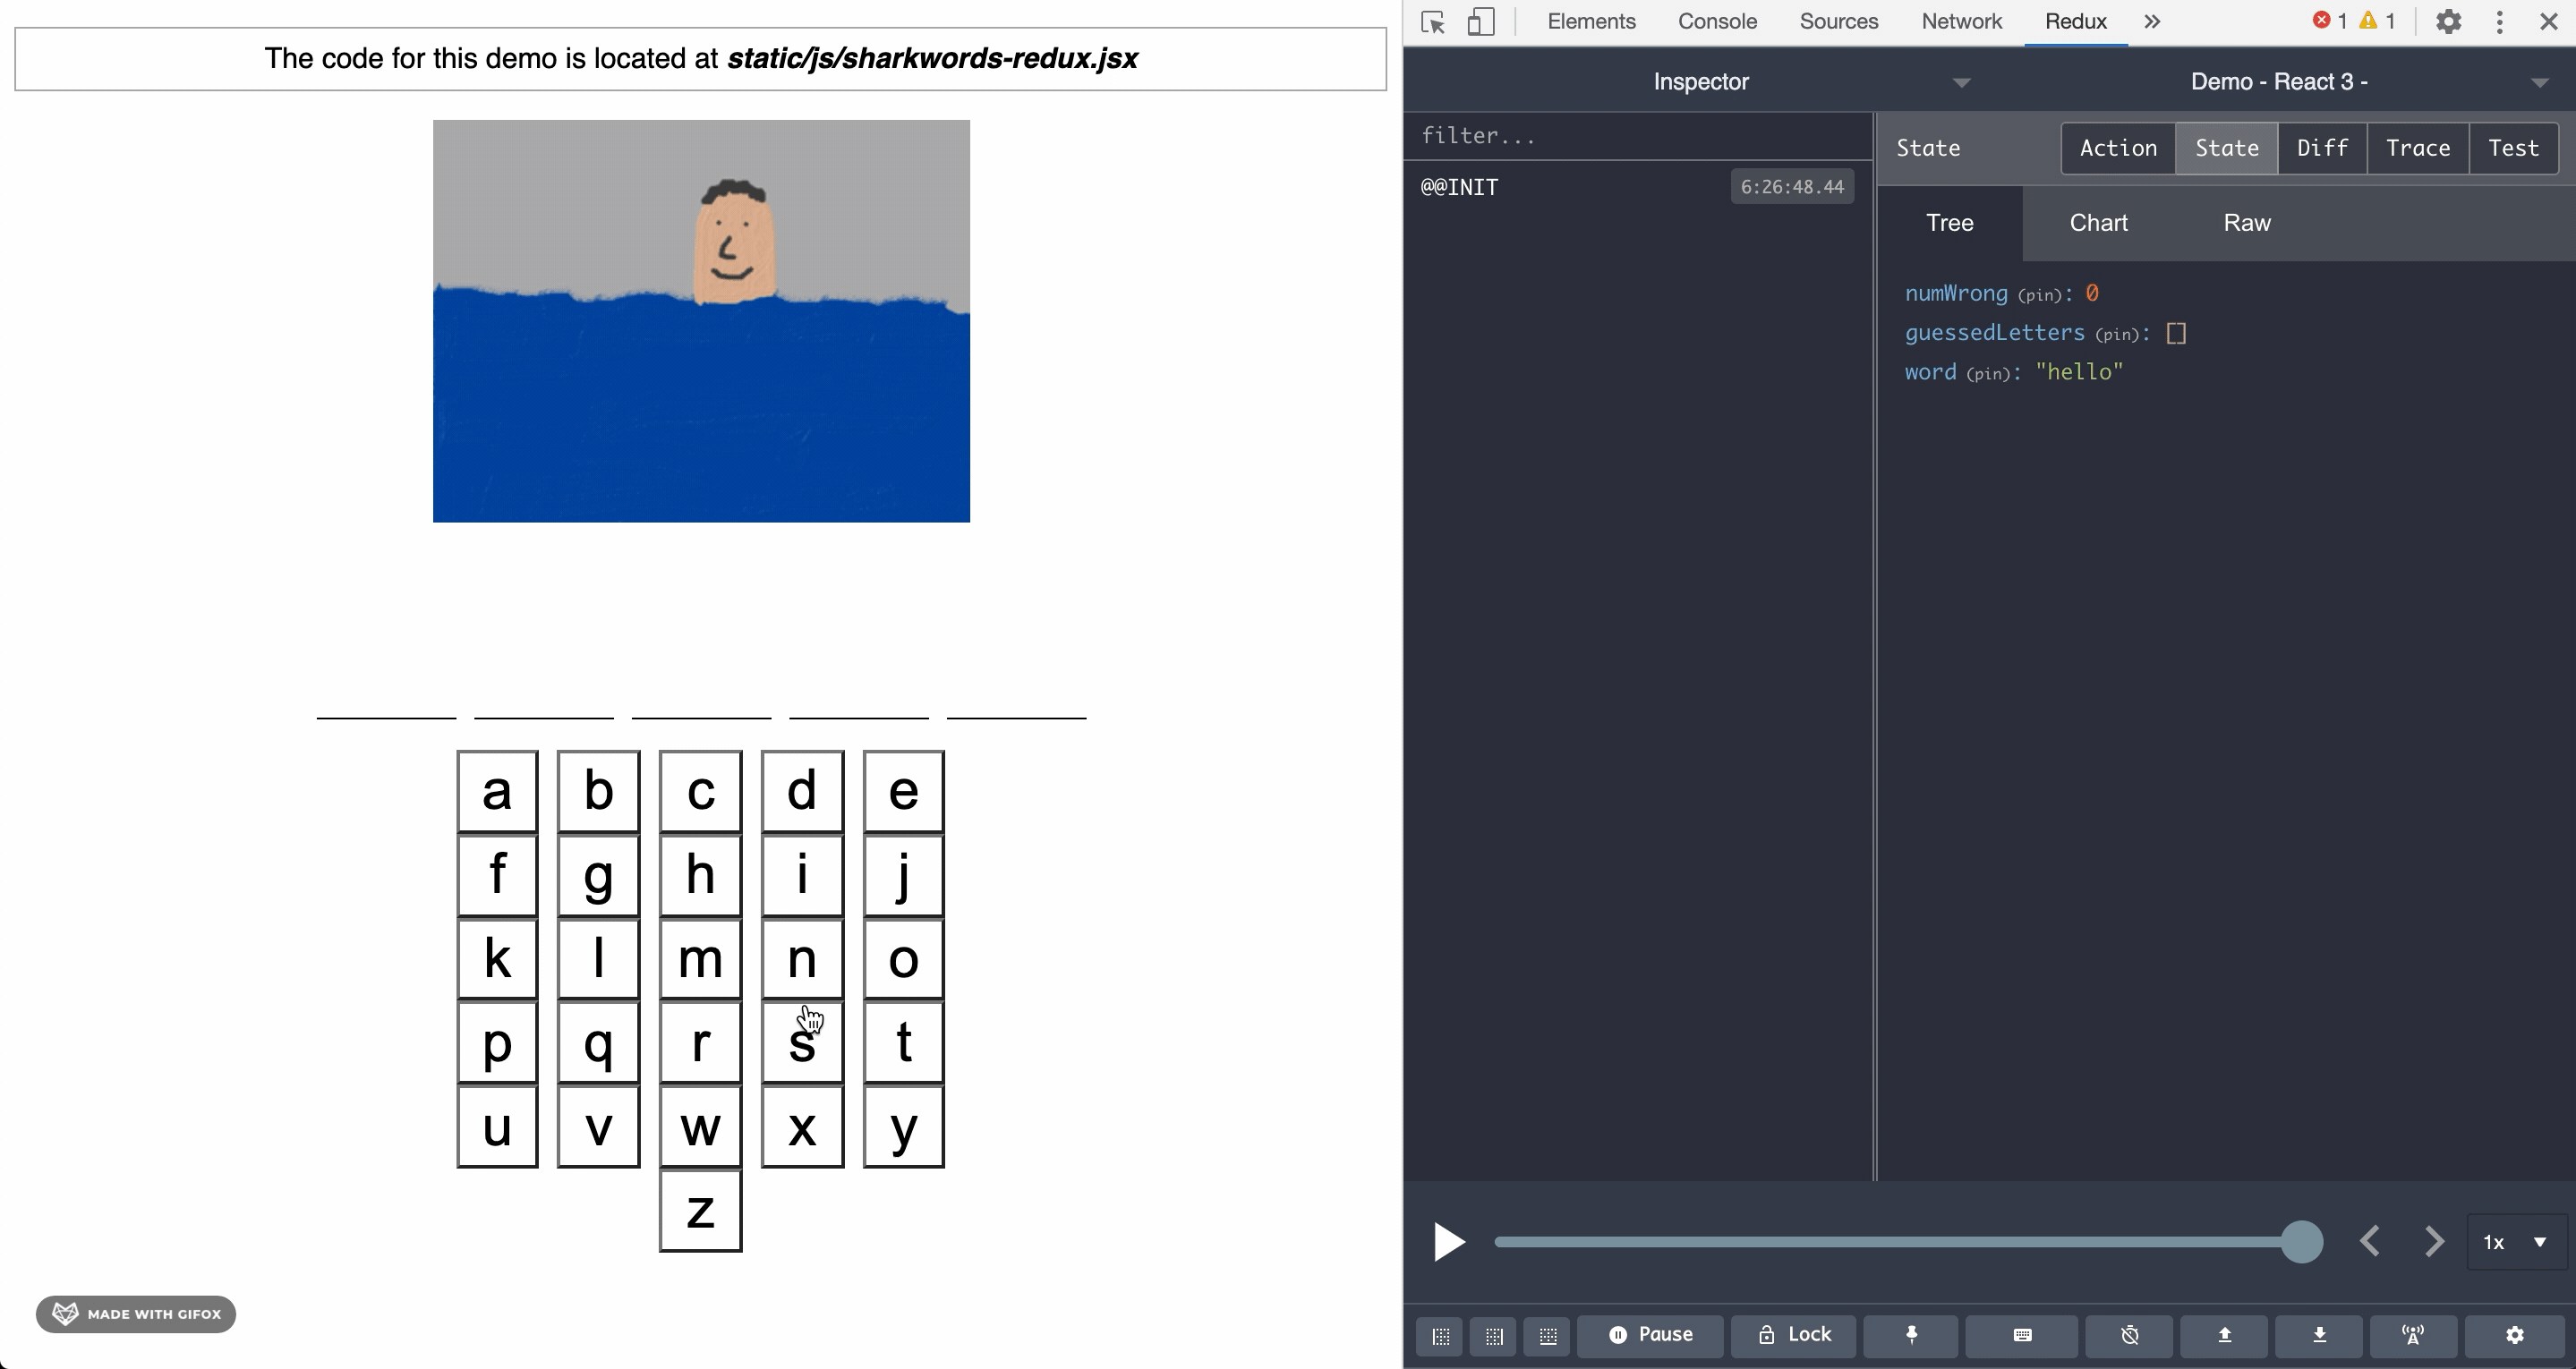 The code for this demo is located at static/js/sharkwords-redux.jsx
a b c d e
f g h i j
k l m n o
p q r s t
u v w x y
z
MADE WITH GIFOX
Elements Console Sources Network Redux 1 1
Inspector Demo - React 3 -
filter...
@@INIT 6:26:48.44
State Action State Diff Trace Test
Tree Chart Raw
numWrong (pin): 0
guessedLetters (pin): []
word (pin): "hello"
1x
Pause Lock